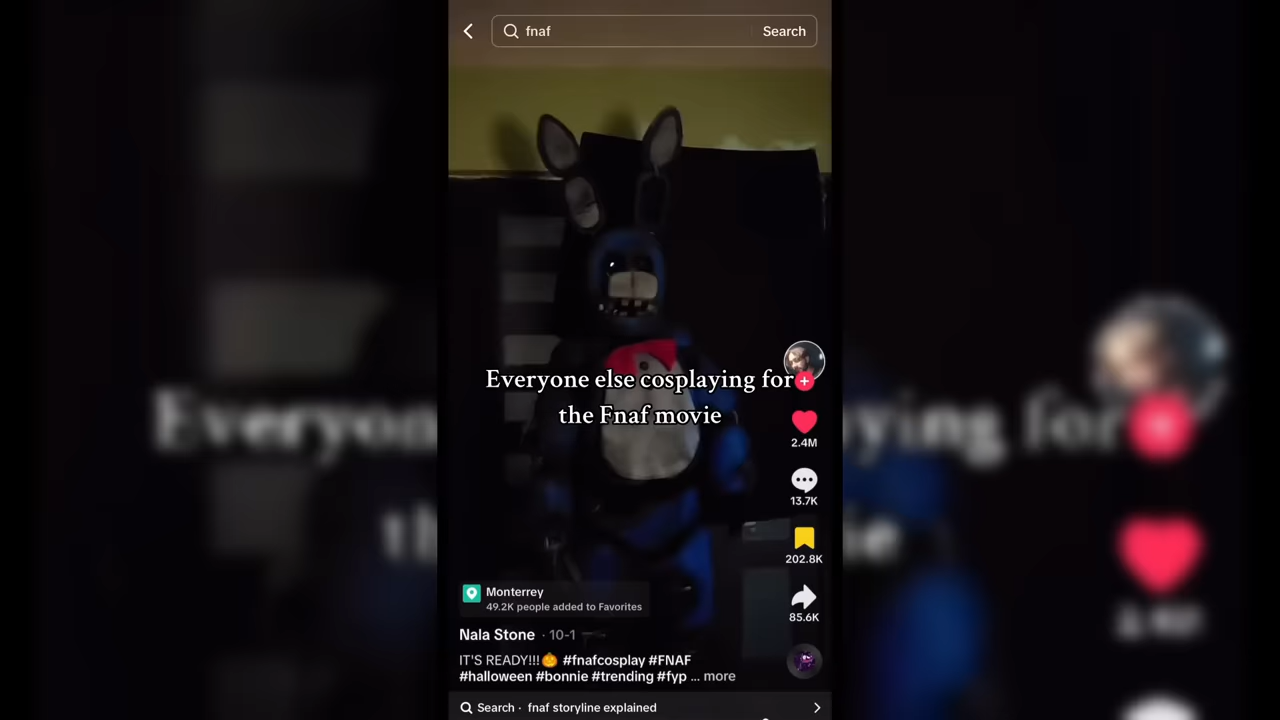 fnaf
Search
Everyone else cosplaying for
the Fnaf movie
2.4M
13.7K
202.8K
85.6K
Monterrey
49.2K people added to Favorites
Nala Stone · 10-1
IT'S READY!!!🎃 #fnafcosplay #FNAF
#halloween #bonnie #trending #fyp ... more
Search · fnaf storyline explained